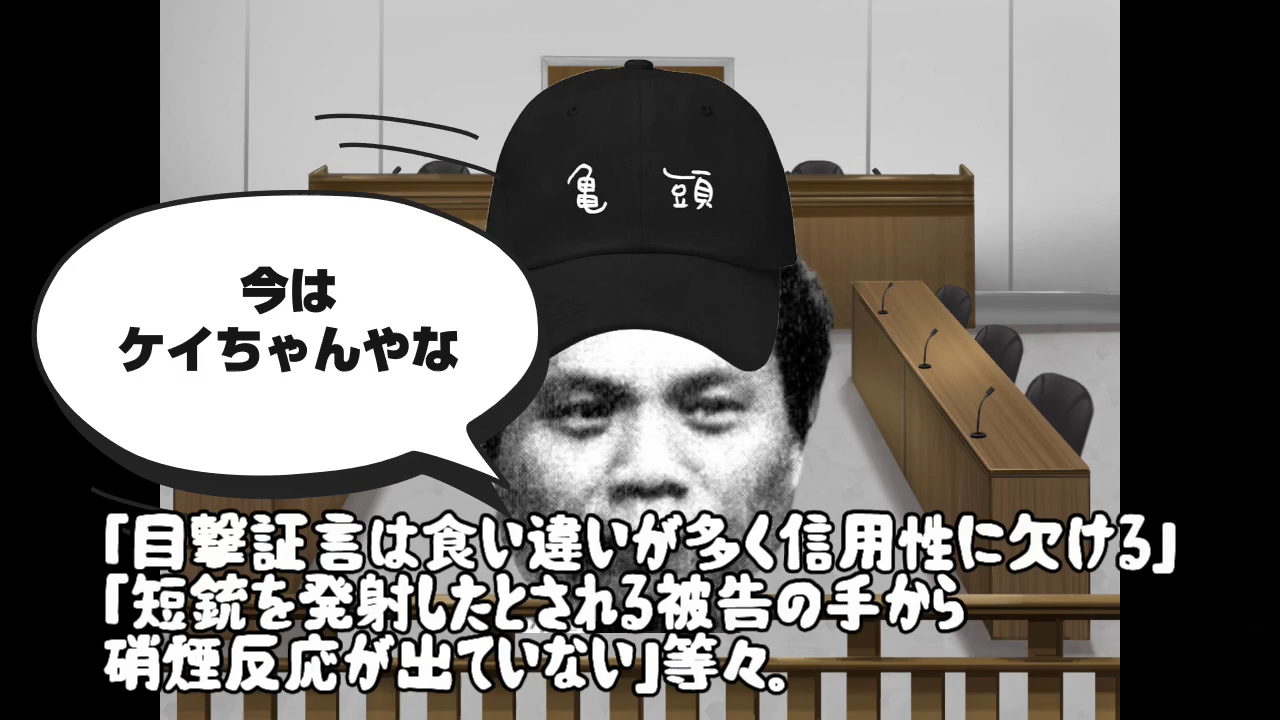 亀 頭
今は
ケイちゃんやな
「目撃証言は食い違いが多く信用性に欠ける」
「短銃を発射したとされる被告の手から
硝煙反応が出ていない」等々。